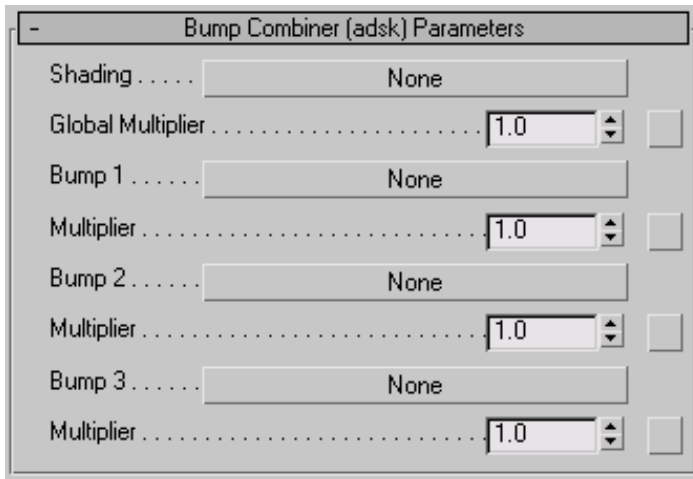 - Bump Combiner (adsk) Parameters
Shading . . . . . None
Global Multiplier . . . . . . . . . . . . . . . . . . . . . . 1.0
Bump 1 . . . . . . None
Multiplier . . . . . . . . . . . . . . . . . . . . . . . . . . . . 1.0
Bump 2 . . . . . . None
Multiplier . . . . . . . . . . . . . . . . . . . . . . . . . . . . 1.0
Bump 3 . . . . . . None
Multiplier . . . . . . . . . . . . . . . . . . . . . . . . . . . . 1.0